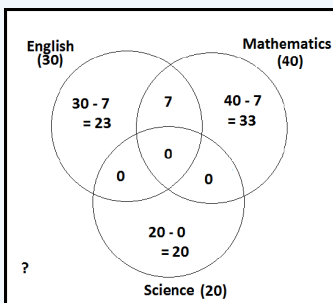 English
(30)
Mathematics
(40)
30 - 7
= 23
7
40 - 7
= 33
0
0
0
20 - 0
= 20
?
Science (20)